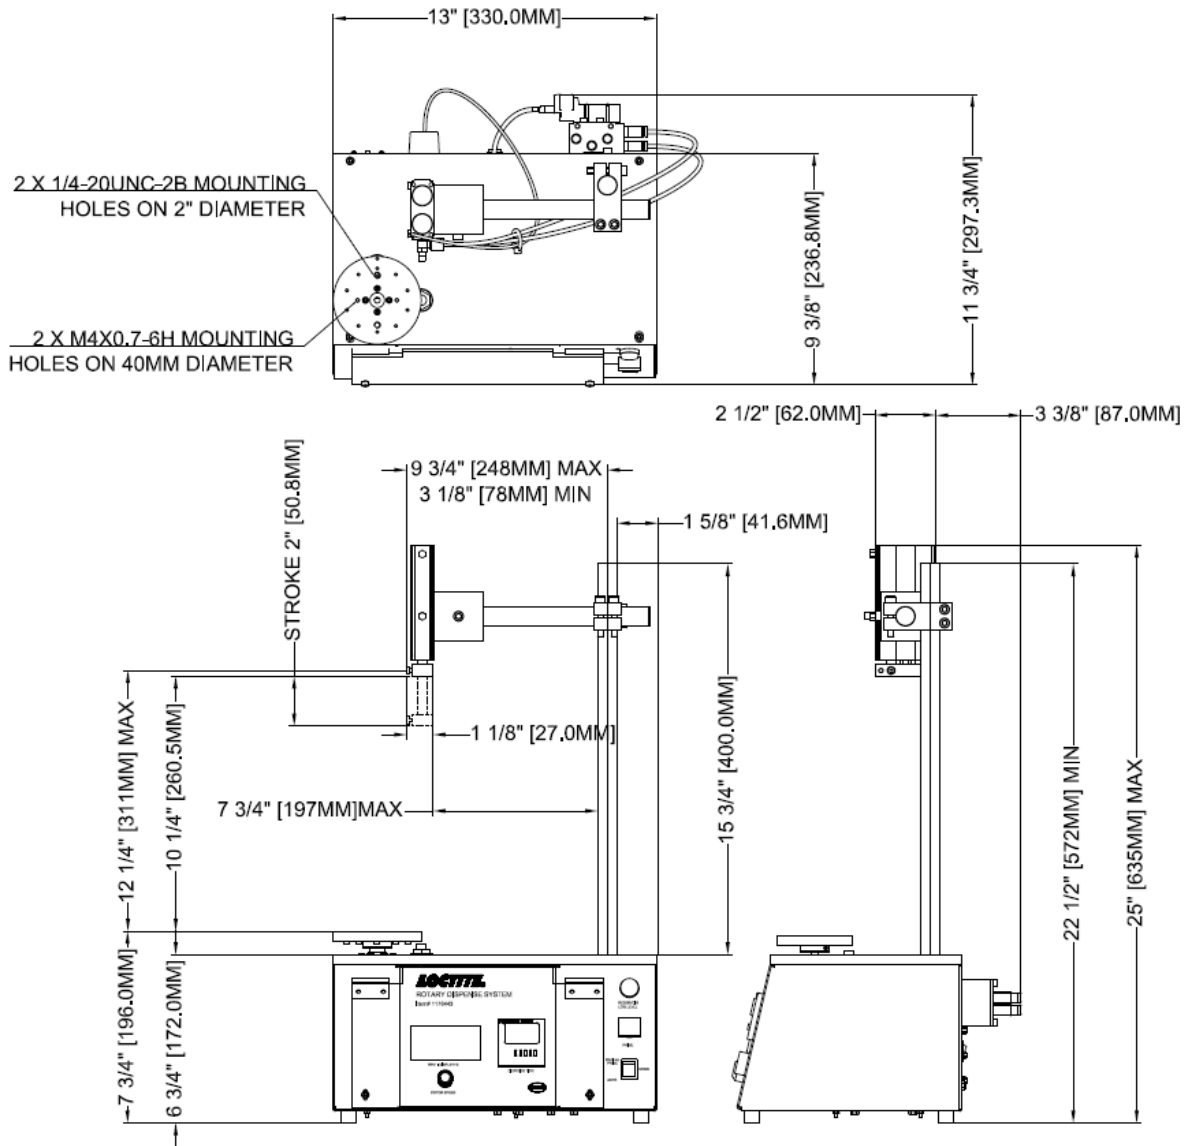 13" [330.0MM]
2 X 1/4-20UNC-2B MOUNTING
HOLES ON 2" DIAMETER
2 X M4X0.7-6H MOUNTING
HOLES ON 40MM DIAMETER
9 3/8" [236.8MM]
11 3/4" [297.3MM]
2 1/2" [62.0MM]
3 3/8" [87.0MM]
9 3/4" [248MM] MAX
3 1/8" [78MM] MIN
1 5/8" [41.6MM]
STROKE 2" [50.8MM]
1 1/8" [27.0MM]
7 3/4" [197MM]MAX
12 1/4" [311MM] MAX
10 1/4" [260.5MM]
15 3/4" [400.0MM]
22 1/2" [572MM] MIN
25" [635MM] MAX
7 3/4" [196.0MM]
6 3/4" [172.0MM]
LOCTITE.
ROTARY DISPENSE SYSTEM